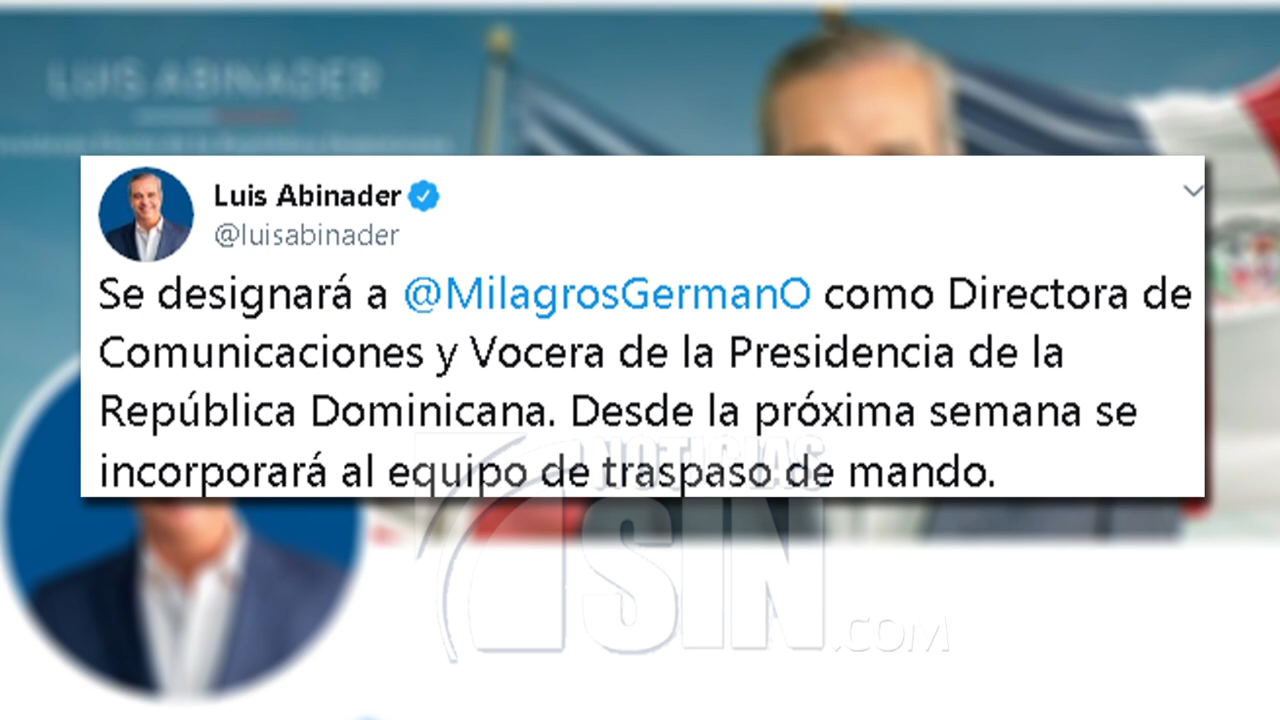 LUIS ABINADER
Luis Abinader
@luisabinader
Se designará a @MilagrosGermanO como Directora de
Comunicaciones y Vocera de la Presidencia de la
República Dominicana. Desde la próxima semana se
incorporará al equipo de traspaso de mando.
NOTICIAS
SIN
.COM